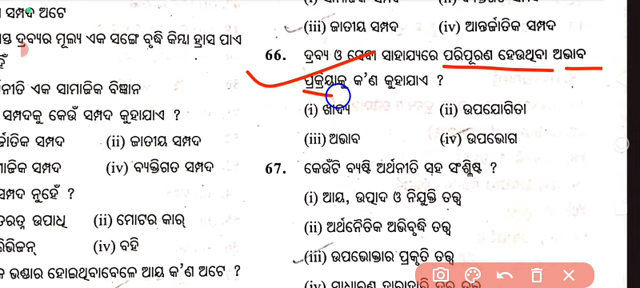 ସମ୍ପଦ ଅଟେ
ଦ୍ରବ୍ୟର ମୂଲ୍ୟ ଏକ ସଙ୍ଗେ ବୃଦ୍ଧି କିମ୍ବା ହ୍ରାସ ପାଏ
ନୀତି ଏକ ସାମାଜିକ ବିଜ୍ଞାନ
ସମ୍ପଦକୁ କେଉଁ ସମ୍ପଦ କୁହାଯାଏ ?
ସମ୍ପଦ (ii) ଜାତୀୟ ସମ୍ପଦ
ସମ୍ପଦ (iv) ବ୍ୟକ୍ତିଗତ ସମ୍ପଦ
ସମ୍ପଦ ନୁହେଁ ?
ଉପାଧି (ii) ମୋଟର କାର୍
(iv) ବହି
ଭଣ୍ଡାର ହୋଇଥିବାବେଳେ ଆୟ କ'ଣ ଅଟେ ?
(iii) ଜାତୀୟ ସମ୍ପଦ (iv) ଆନ୍ତର୍ଜାତିକ ସମ୍ପଦ
66. ଦ୍ରବ୍ୟ ଓ ସେବା ସାହାଯ୍ୟରେ ପରିପୂରଣ ହେଉଥିବା ଅଭାବ
ପ୍ରକ୍ରିୟାକୁ କ'ଣ କୁହାଯାଏ ?
(i) (ii) ଉପଯୋଗିତା
(iii) ଅଭାବ (iv) ଉପଭୋଗ
67. କେଉଁଟି ବ୍ୟଷ୍ଟି ଅର୍ଥନୀତି ସହ ସଂଶ୍ଳିଷ୍ଟ ?
(i) ଆୟ, ଉତ୍ପାଦ ଓ ନିଯୁକ୍ତି ତତ୍ତ୍ୱ
(ii) ଅର୍ଥନୈତିକ ଅଭିବୃଦ୍ଧି ତତ୍ତ୍ୱ
(iii) ଉପଭୋକ୍ତାର ପ୍ରକୃତି ତତ୍ତ୍ୱ
(iv)